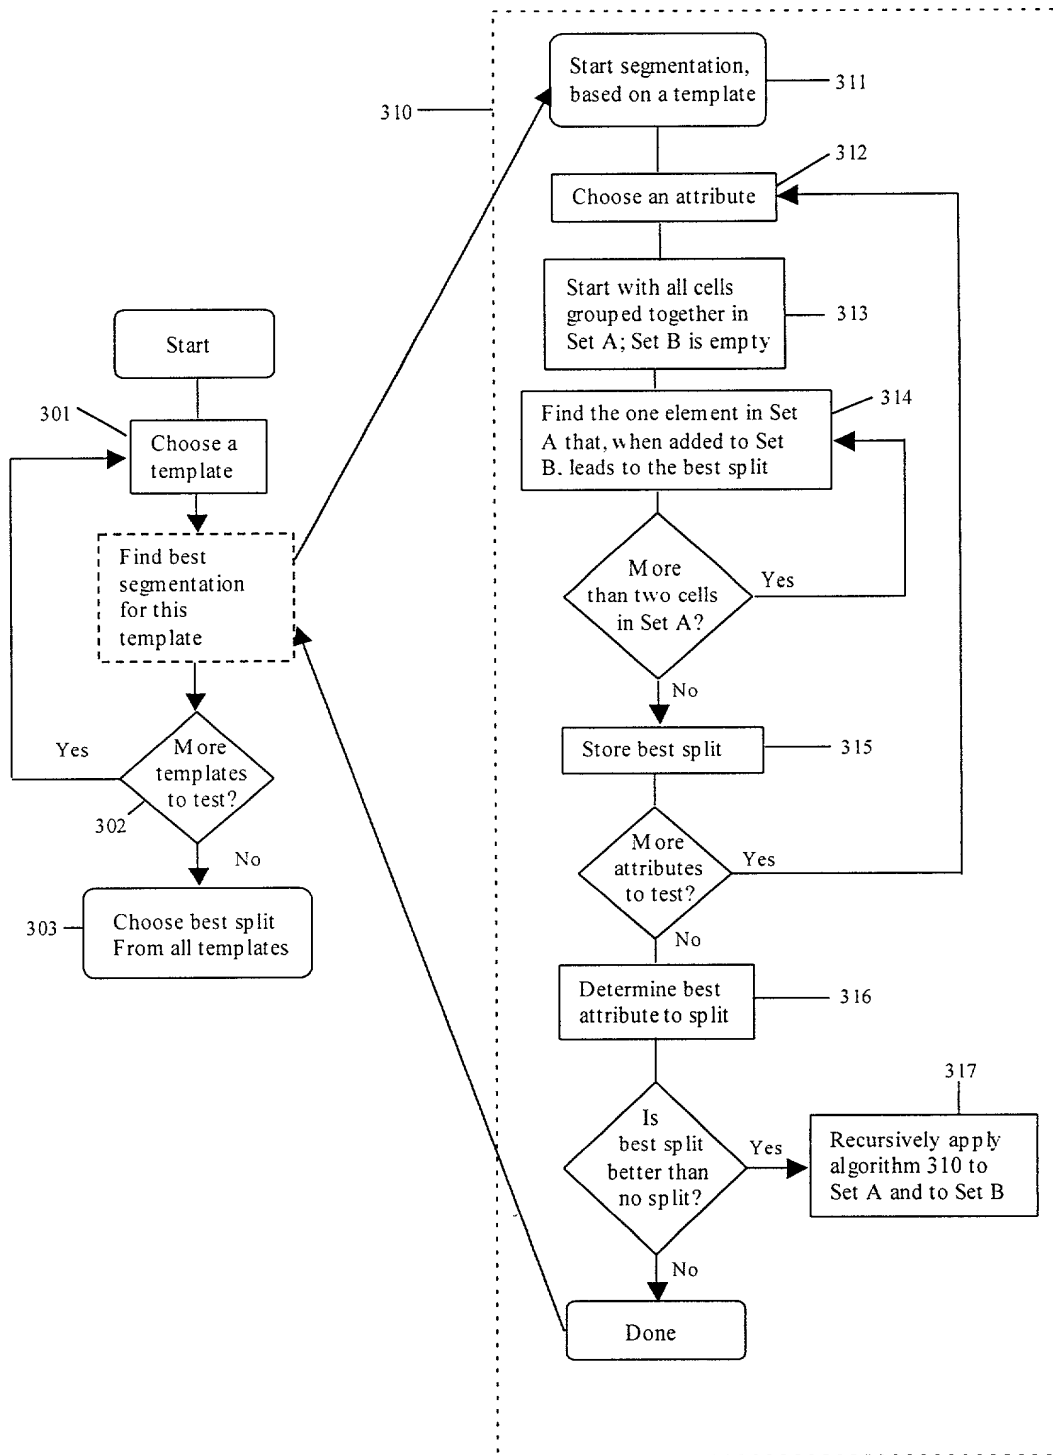 Start
301
Choose a
template
Find best
segmentation
for this
template
More
templates
to test?
Yes
302
No
303
Choose best split
From all templates
310
Start segmentation,
based on a template
311
312
Choose an attribute
Start with all cells
grouped together in
Set A; Set B is empty
313
314
Find the one element in Set
A that, when added to Set
B. leads to the best split
More
than two cells
in Set A?
Yes
No
Store best split
315
More
attributes
to test?
Yes
No
Determine best
attribute to split
316
Is
best split
better than
no split?
Yes
317
Recursively apply
algorithm 310 to
Set A and to Set B
No
Done